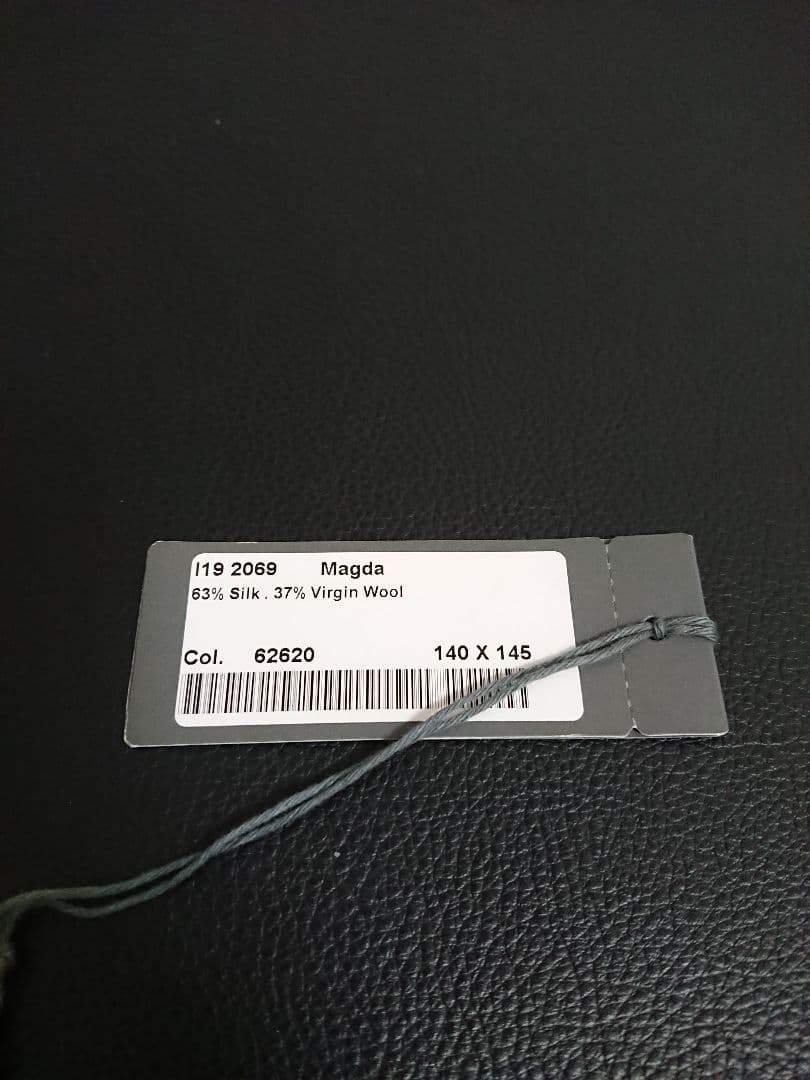 I19 2069 Magda
63% Silk . 37% Virgin Wool
Col. 62620 140 X 145